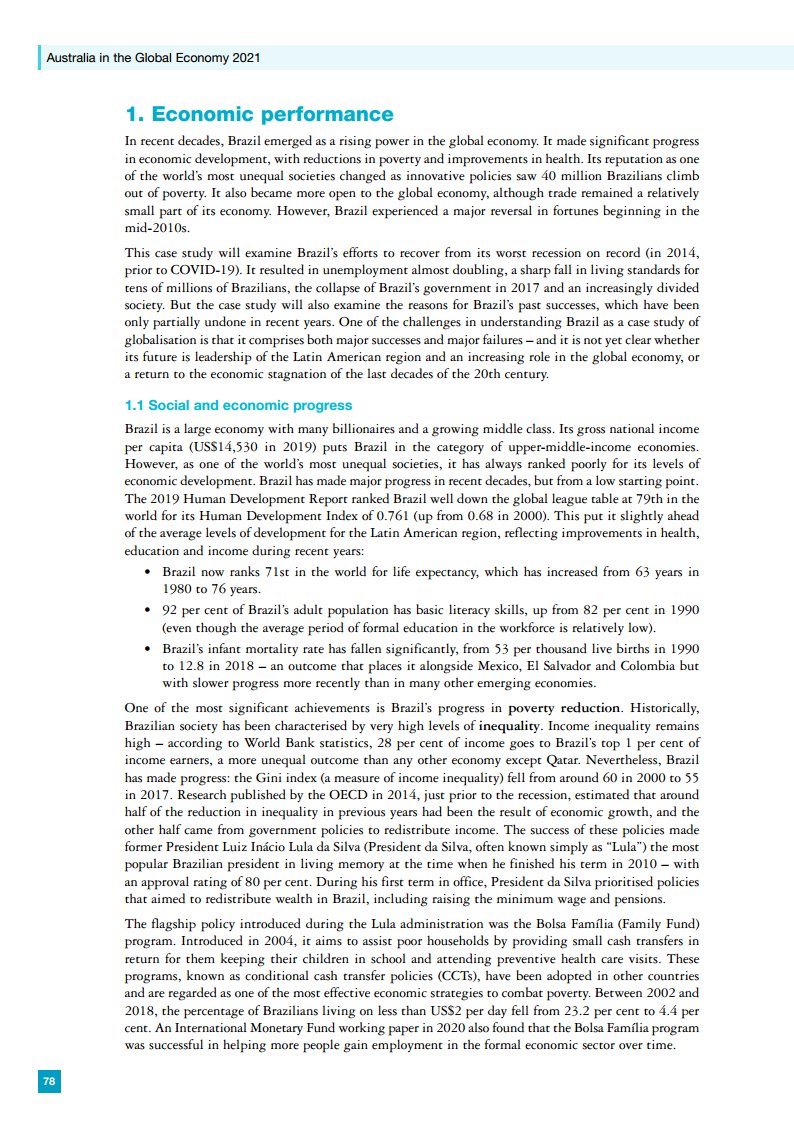 Australia in the Global Economy 2021
1. Economic performance
In recent decades, Brazil emerged as a rising power in the global economy. It made significant progress
in economic development, with reductions in poverty and improvements in health. Its reputation as one
of the world's most unequal societies changed as innovative policies saw 40 million Brazilians climb
out of poverty. It also became more open to the global economy, although trade remained a relatively
small part of its economy. However, Brazil experienced a major reversal in fortunes beginning in the
mid-2010s.
This case study will examine Brazil's efforts to recover from its worst recession on record (in 2014,
prior to COVID-19). It resulted in unemployment almost doubling, a sharp fall in living standards for
tens of millions of Brazilians, the collapse of Brazil's government in 2017 and an increasingly divided
society. But the case study will also examine the reasons for Brazil's past successes, which have been
only partially undone in recent years. One of the challenges in understanding Brazil as a case study of
globalisation is that it comprises both major successes and major failures – and it is not yet clear whether
its future is leadership of the Latin American region and an increasing role in the global economy, or
a return to the economic stagnation of the last decades of the 20th century.
1.1 Social and economic progress
Brazil is a large economy with many billionaires and a growing middle class. Its gross national income
per capita (US$14,530 in 2019) puts Brazil in the category of upper-middle-income economies.
However, as one of the world's most unequal societies, it has always ranked poorly for its levels of
economic development. Brazil has made major progress in recent decades, but from a low starting point.
The 2019 Human Development Report ranked Brazil well down the global league table at 79th in the
world for its Human Development Index of 0.761 (up from 0.68 in 2000). This put it slightly ahead
of the average levels of development for the Latin American region, reflecting improvements in health,
education and income during recent years:
• Brazil now ranks 71st in the world for life expectancy, which has increased from 63 years in
1980 to 76 years.
• 92 per cent of Brazil's adult population has basic literacy skills, up from 82 per cent in 1990
(even though the average period of formal education in the workforce is relatively low).
• Brazil's infant mortality rate has fallen significantly, from 53 per thousand live births in 1990
to 12.8 in 2018 – an outcome that places it alongside Mexico, El Salvador and Colombia but
with slower progress more recently than in many other emerging economies.
One of the most significant achievements is Brazil's progress in poverty reduction. Historically,
Brazilian society has been characterised by very high levels of inequality. Income inequality remains
high – according to World Bank statistics, 28 per cent of income goes to Brazil's top 1 per cent of
income earners, a more unequal outcome than any other economy except Qatar. Nevertheless, Brazil
has made progress: the Gini index (a measure of income inequality) fell from around 60 in 2000 to 55
in 2017. Research published by the OECD in 2014, just prior to the recession, estimated that around
half of the reduction in inequality in previous years had been the result of economic growth, and the
other half came from government policies to redistribute income. The success of these policies made
former President Luiz Inácio Lula da Silva (President da Silva, often known simply as “Lula”) the most
popular Brazilian president in living memory at the time when he finished his term in 2010 – with
an approval rating of 80 per cent. During his first term in office, President da Silva prioritised policies
that aimed to redistribute wealth in Brazil, including raising the minimum wage and pensions.
The flagship policy introduced during the Lula administration was the Bolsa Família (Family Fund)
program. Introduced in 2004, it aims to assist poor households by providing small cash transfers in
return for them keeping their children in school and attending preventive health care visits. These
programs, known as conditional cash transfer policies (CCTs), have been adopted in other countries
and are regarded as one of the most effective economic strategies to combat poverty. Between 2002 and
2018, the percentage of Brazilians living on less than US$2 per day fell from 23.2 per cent to 4.4 per
cent. An International Monetary Fund working paper in 2020 also found that the Bolsa Família program
was successful in helping more people gain employment in the formal economic sector over time.
78